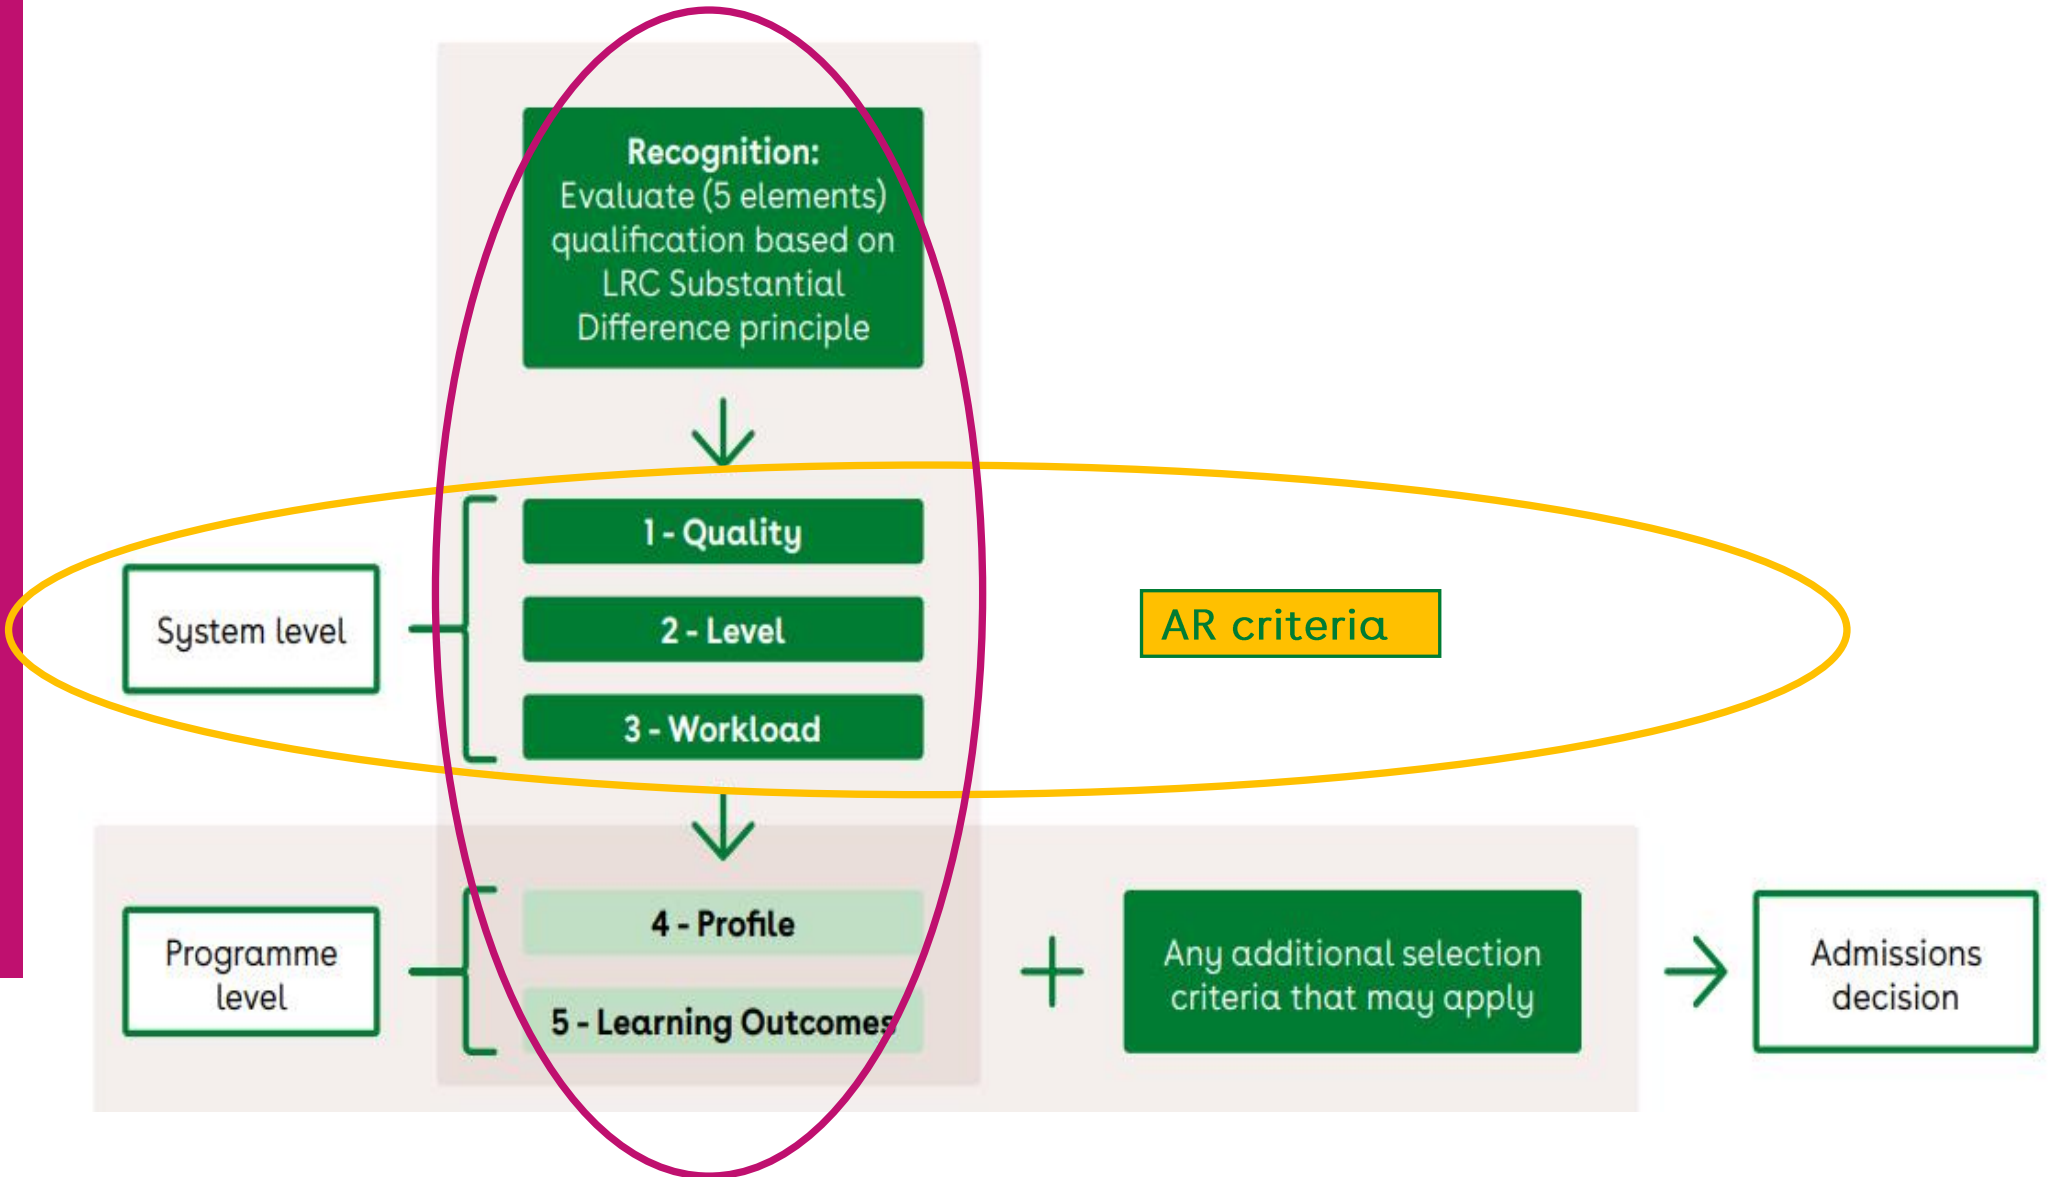 Recognition:
Evaluate (5 elements)
qualification based on
LRC Substantial
Difference principle
1 - Quality
System level
2 - Level
AR criteria
3 - Workload
4 - Profile
Programme
level
5 - Learning Outcomes
Any additional selection
criteria that may apply
Admissions
decision